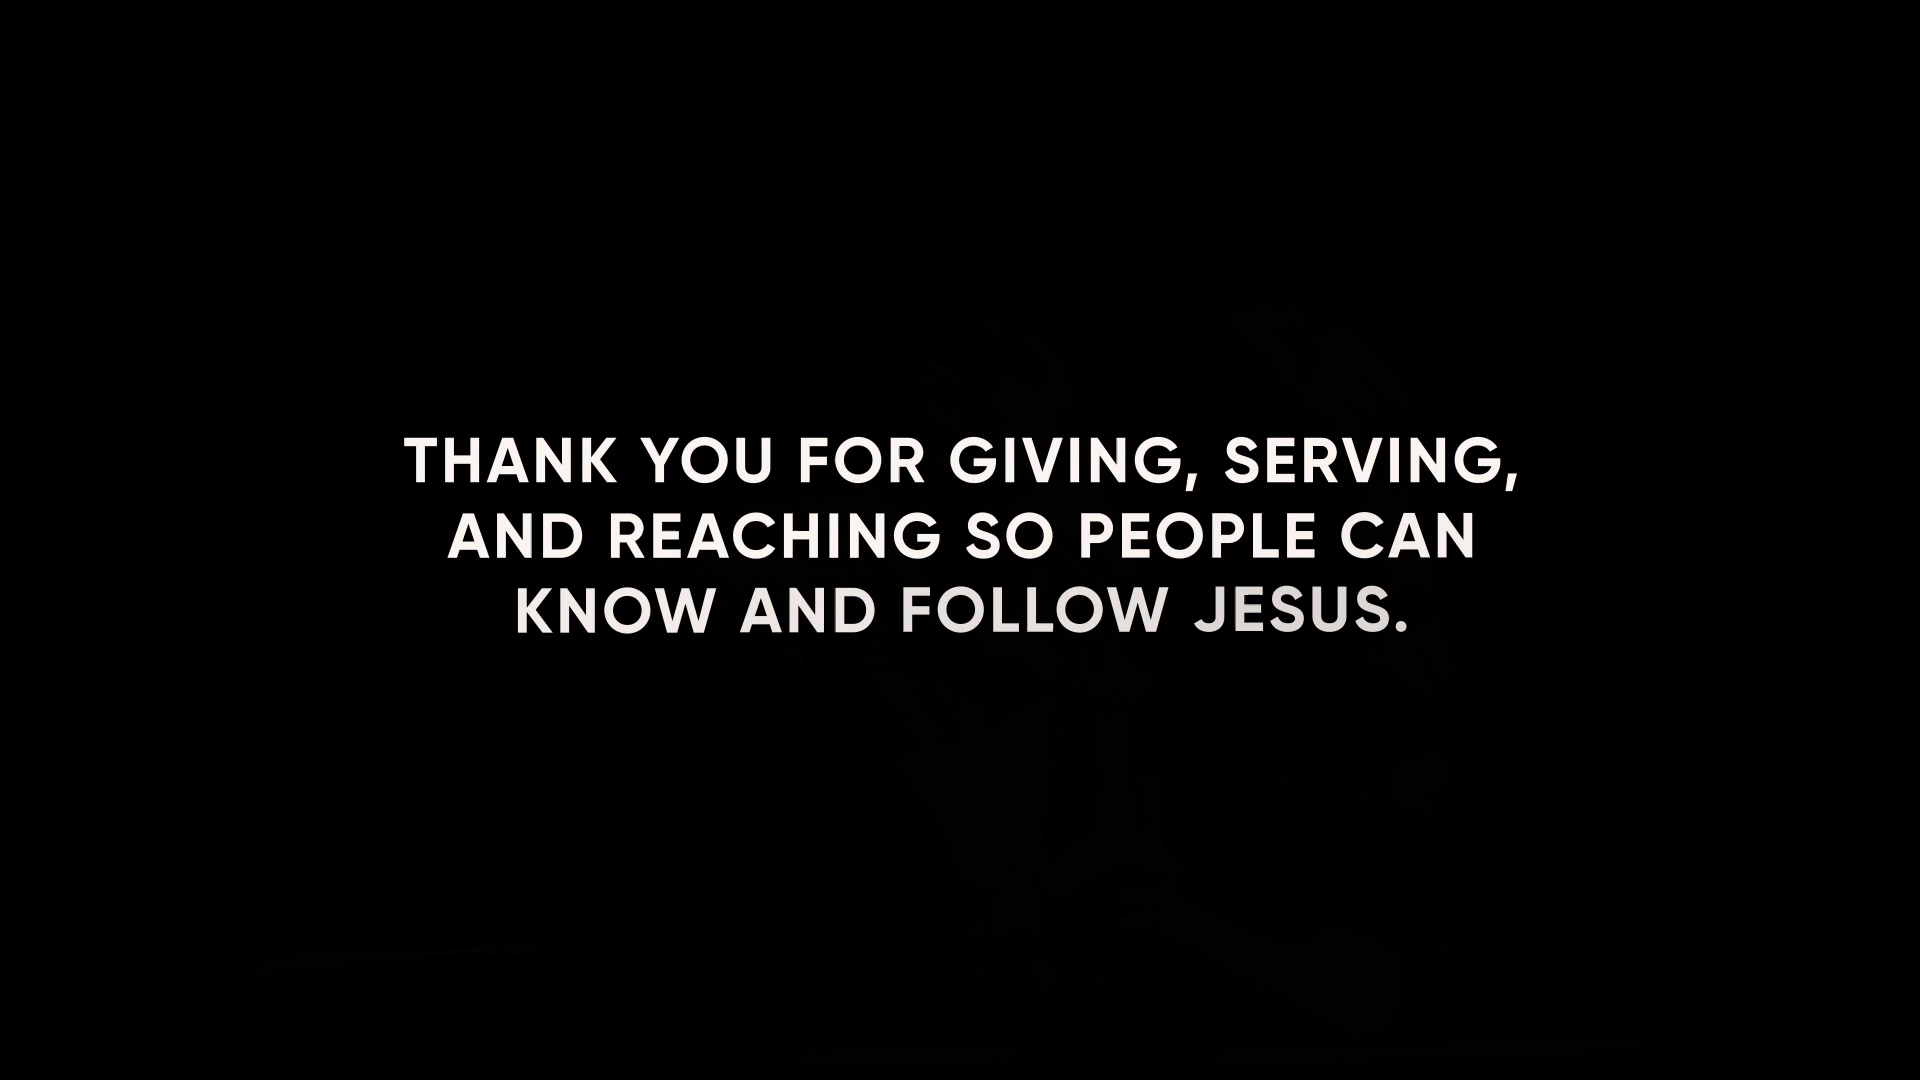 THANK YOU FOR GIVING, SERVING,
AND REACHING SO PEOPLE CAN
KNOW AND FOLLOW JESUS.